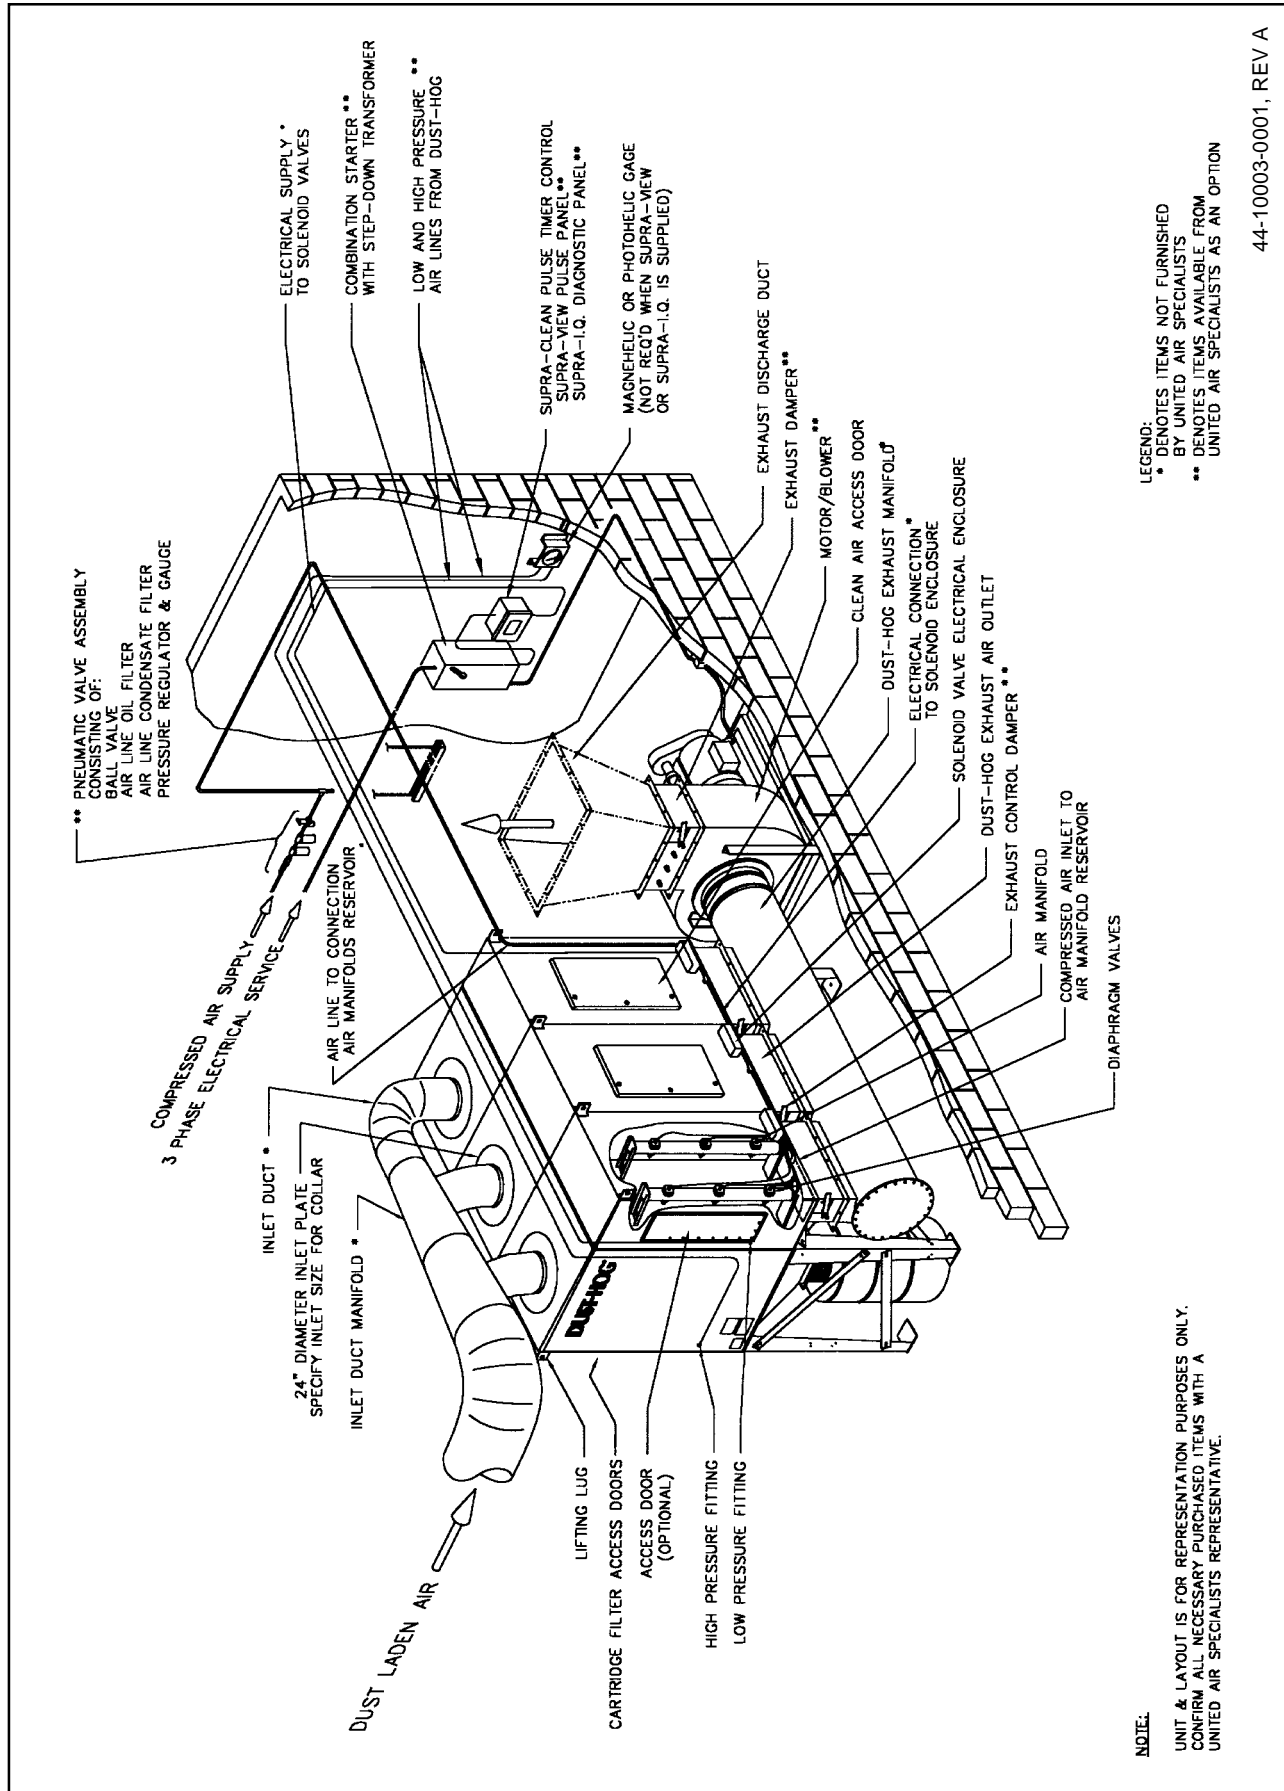 ** PNEUMATIC VALVE ASSEMBLY
CONSISTING OF:
BALL VALVE
AIR LINE OIL FILTER
AIR LINE CONDENSATE FILTER
PRESSURE REGULATOR & GAUGE
COMPRESSED AIR SUPPLY
3 PHASE ELECTRICAL SERVICE
INLET DUCT *
24" DIAMETER INLET PLATE
SPECIFY INLET SIZE FOR COLLAR
INLET DUCT MANIFOLD *
AIR LINE TO CONNECTION
AIR MANIFOLDS RESERVOIR *
DUST LADEN AIR
ELECTRICAL SUPPLY *
TO SOLENOID VALVES
COMBINATION STARTER **
WITH STEP-DOWN TRANSFORMER
LOW AND HIGH PRESSURE **
AIR LINES FROM DUST-HOG
SUPRA-CLEAN PULSE TIMER CONTROL
SUPRA-VIEW PULSE PANEL**
SUPRA-I.Q. DIAGNOSTIC PANEL**
MAGNEHELIC OR PHOTOHELIC GAGE
(NOT REQ'D WHEN SUPRA-VIEW
OR SUPRA-I.Q. IS SUPPLIED)
EXHAUST DISCHARGE DUCT
EXHAUST DAMPER**
MOTOR/BLOWER**
CLEAN AIR ACCESS DOOR
DUST-HOG EXHAUST MANIFOLD*
ELECTRICAL CONNECTION*
TO SOLENOID ENCLOSURE
SOLENOID VALVE ELECTRICAL ENCLOSURE
DUST-HOG EXHAUST AIR OUTLET
EXHAUST CONTROL DAMPER **
AIR MANIFOLD
COMPRESSED AIR INLET TO
AIR MANIFOLD RESERVOIR
DIAPHRAGM VALVES
DUST-HOG
LIFTING LUG
CARTRIDGE FILTER ACCESS DOORS
ACCESS DOOR
(OPTIONAL)
HIGH PRESSURE FITTING
LOW PRESSURE FITTING
NOTE:
UNIT & LAYOUT IS FOR REPRESENTATION PURPOSES ONLY.
CONFIRM ALL NECESSARY PURCHASED ITEMS WITH A
UNITED AIR SPECIALISTS REPRESENTATIVE.
LEGEND:
* DENOTES ITEMS NOT FURNISHED
BY UNITED AIR SPECIALISTS
** DENOTES ITEMS AVAILABLE FROM
UNITED AIR SPECIALISTS AS AN OPTION
44-10003-0001, REV A